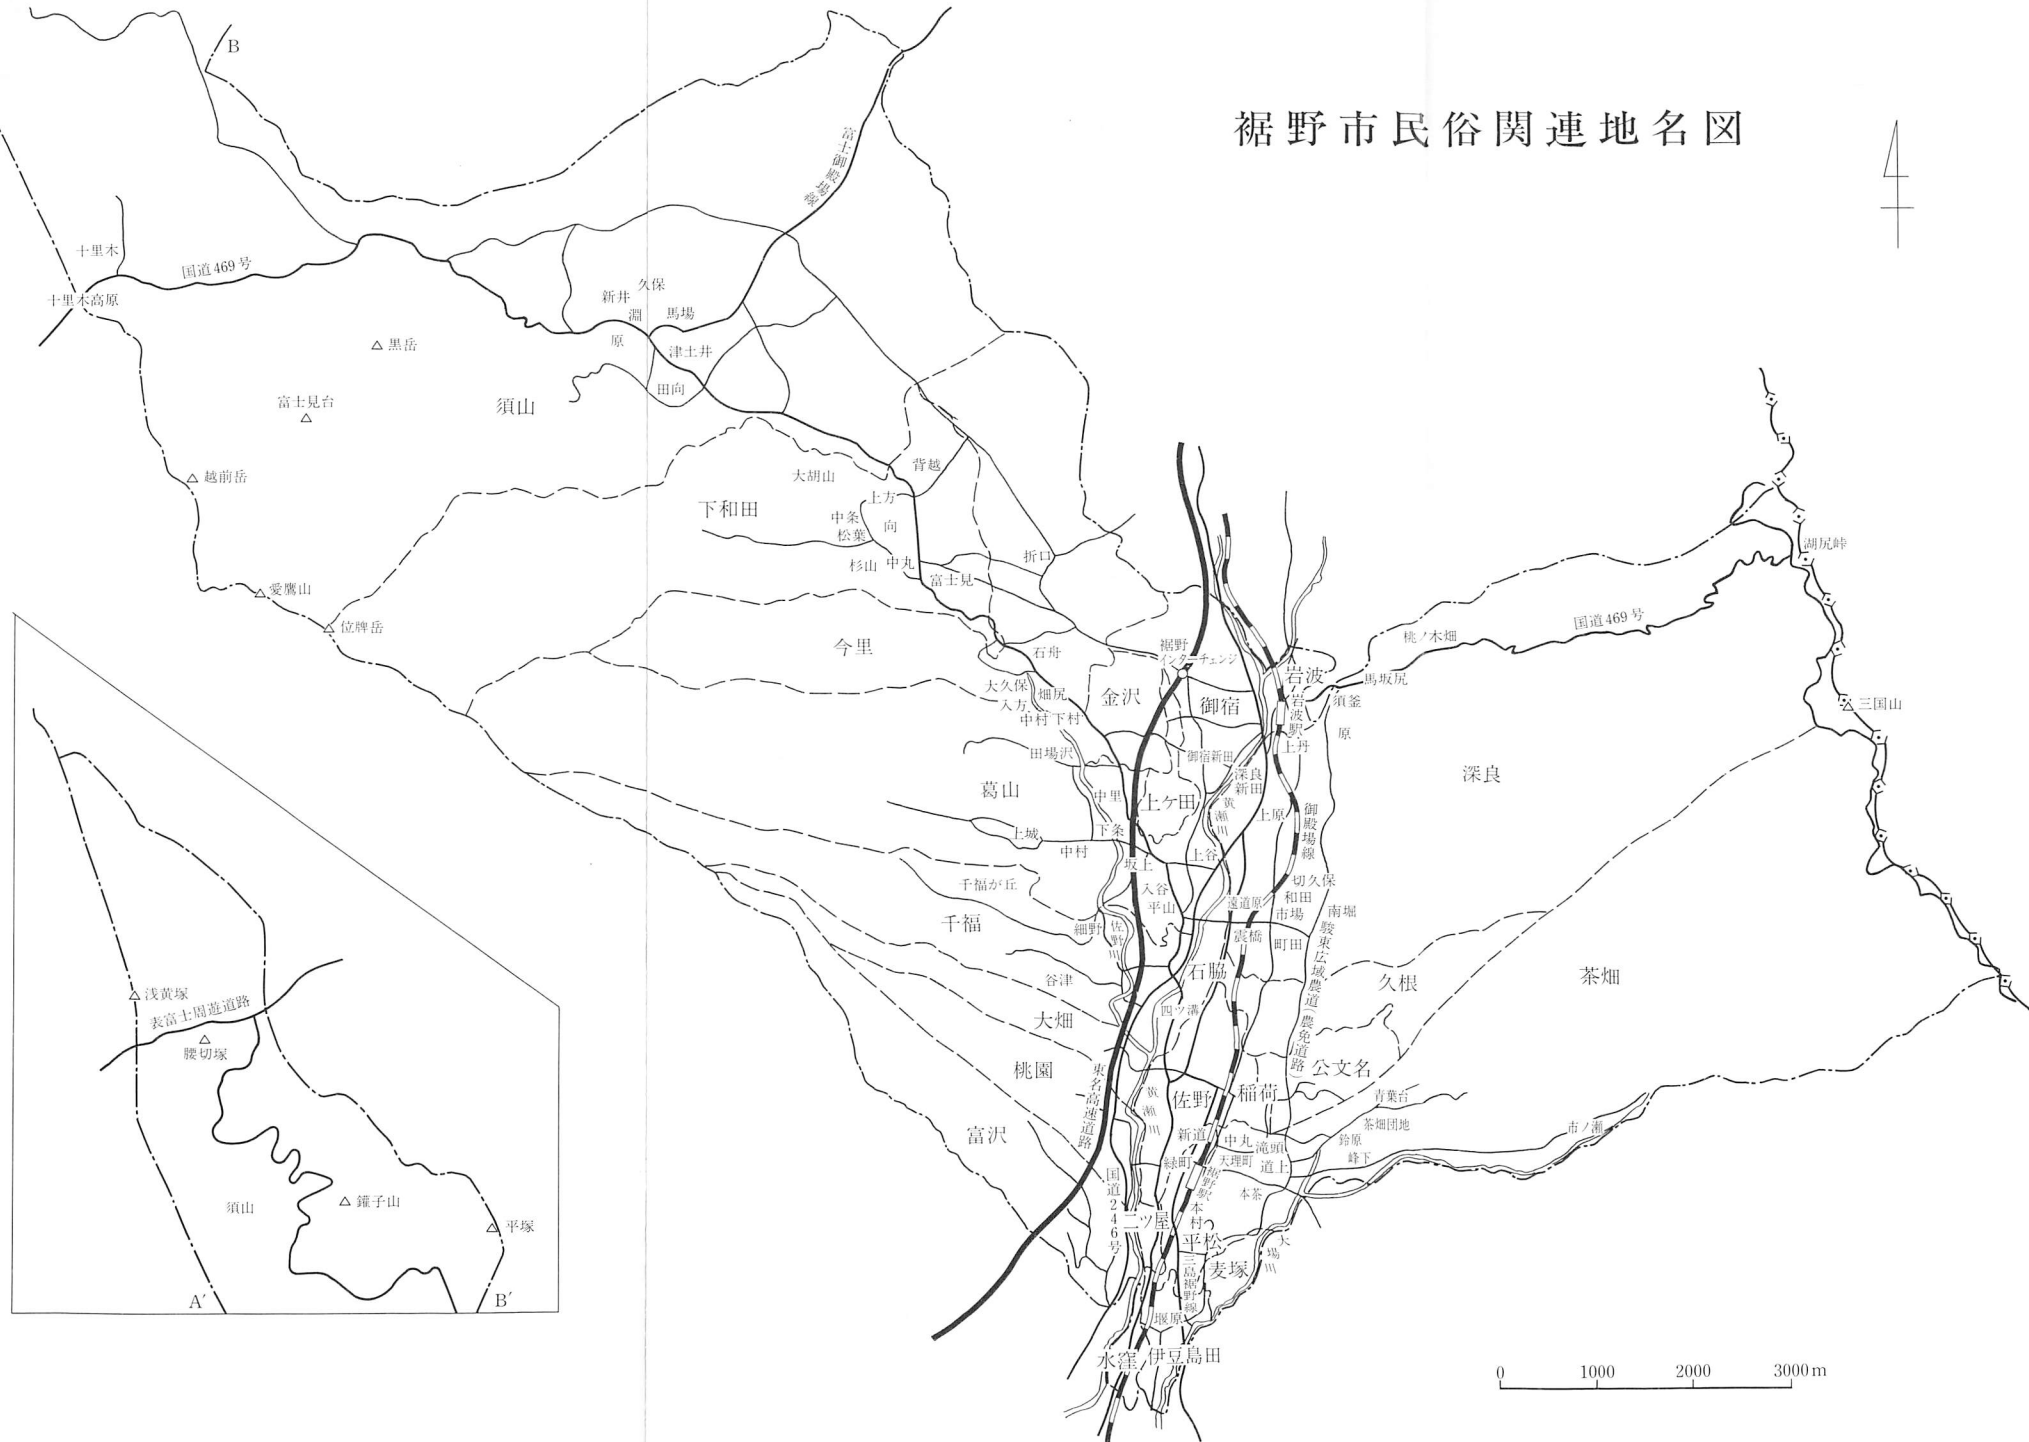 裾野市民俗関連地名図
B
富士御殿場線
十里木
国道469号
十里木高原
久保
新井
淵
馬場
原
津土井
田向
黒岳
富士見台
須山
越前岳
愛鷹山
位牌岳
大胡山
背越
下和田
上方
中条
向
松葉
杉山
中丸
富士見
折口
湖尻峠
国道469号
桃ノ木畑
今里
石舟
裾野
インターチェンジ
岩波
馬坂尻
大久保
畑尻
入方
中村
下村
金沢
御宿
岩波駅
須釜
原
三国山
田場沢
御宿新田
上丹
深良
新田
深良
葛山
中里
上ケ田
黄瀬川
上原
御殿場線
上城
下条
中村
坂上
上谷
千福が丘
入谷
平山
切久保
和田
遠道原
市場
南堀
千福
細野
佐野川
震橋
町田
駿東広域農道(農免道路)
谷津
石脇
久根
茶畑
大畑
四ツ溝
桃園
東名高速道路
黄瀬川
佐野
稲荷
公文名
青葉台
富沢
新道
中丸
滝頭
茶畑団地
鈴原
市ノ瀬
緑町
天理町
道上
峰下
国道246号
裾野駅
本茶
二ツ屋
本村
平松
大場川
三島裾野線
麦塚
堰原
水窪
伊豆島田
浅黄塚
表富士周遊道路
腰切塚
須山
鑵子山
平塚
A′
B′
0 1000 2000 3000m